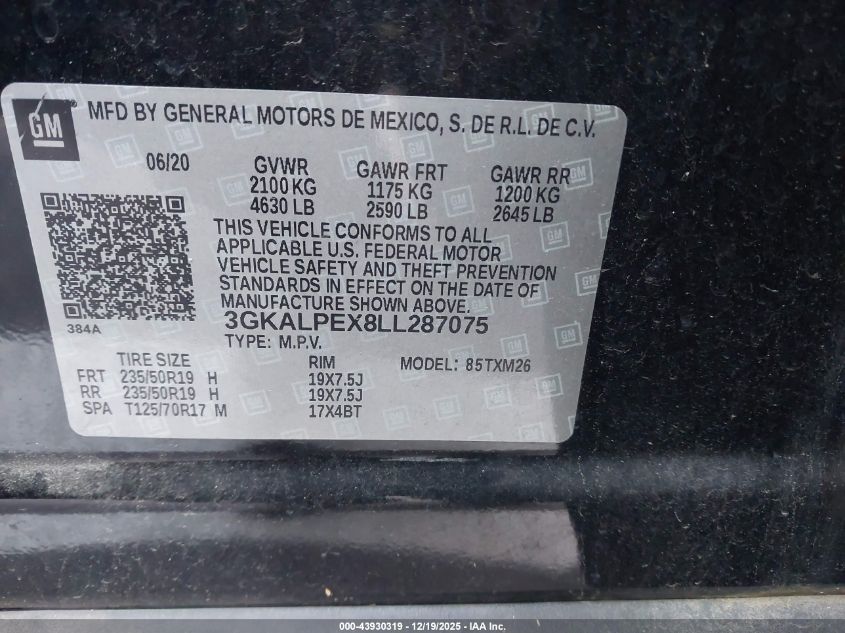 GM
MFD BY GENERAL MOTORS DE MEXICO, S. DE R.L. DE C.V.
06/20 GVWR GAWR FRT GAWR RR
2100 KG 1175 KG 1200 KG
4630 LB 2590 LB 2645 LB
THIS VEHICLE CONFORMS TO ALL
APPLICABLE U.S. FEDERAL MOTOR
VEHICLE SAFETY AND THEFT PREVENTION
STANDARDS IN EFFECT ON THE DATE OF
MANUFACTURE SHOWN ABOVE.
384A
3GKALPEX8LL287075
TYPE: M.P.V.
TIRE SIZE RIM MODEL: 85TXM26
FRT 235/50R19 H 19X7.5J
RR 235/50R19 H 19X7.5J
SPA T125/70R17 M 17X4BT
000-43930319 - 12/19/2025 - IAA Inc.